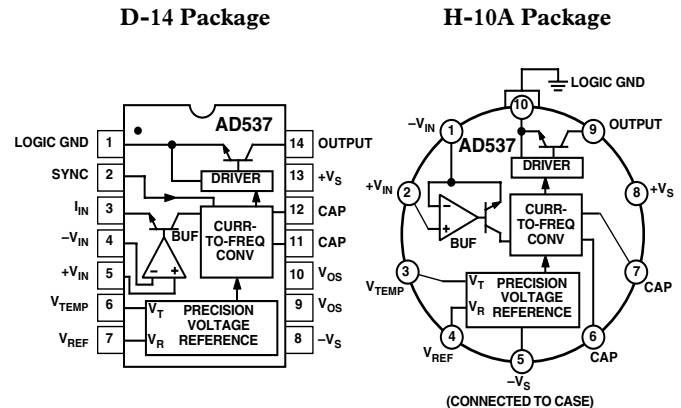 D-14 Package
H-10A Package
AD537
LOGIC GND 1
14 OUTPUT
SYNC 2
DRIVER
13 +VS
IIN 3
12 CAP
–VIN 4
BUF
CURR-
TO-FREQ
CONV
11 CAP
+VIN 5
– +
10 VOS
VTEMP 6
VT
PRECISION
VOLTAGE
REFERENCE
9 VOS
VREF 7
VR
8 –VS
LOGIC GND
10
–VIN
1
AD537
9
OUTPUT
DRIVER
+VIN
2
8
+VS
–
+
BUF
CURR-
TO-FREQ
CONV
3
VTEMP
7
CAP
VT
VR
PRECISION
VOLTAGE
REFERENCE
4
VREF
6
CAP
5
–VS
(CONNECTED TO CASE)